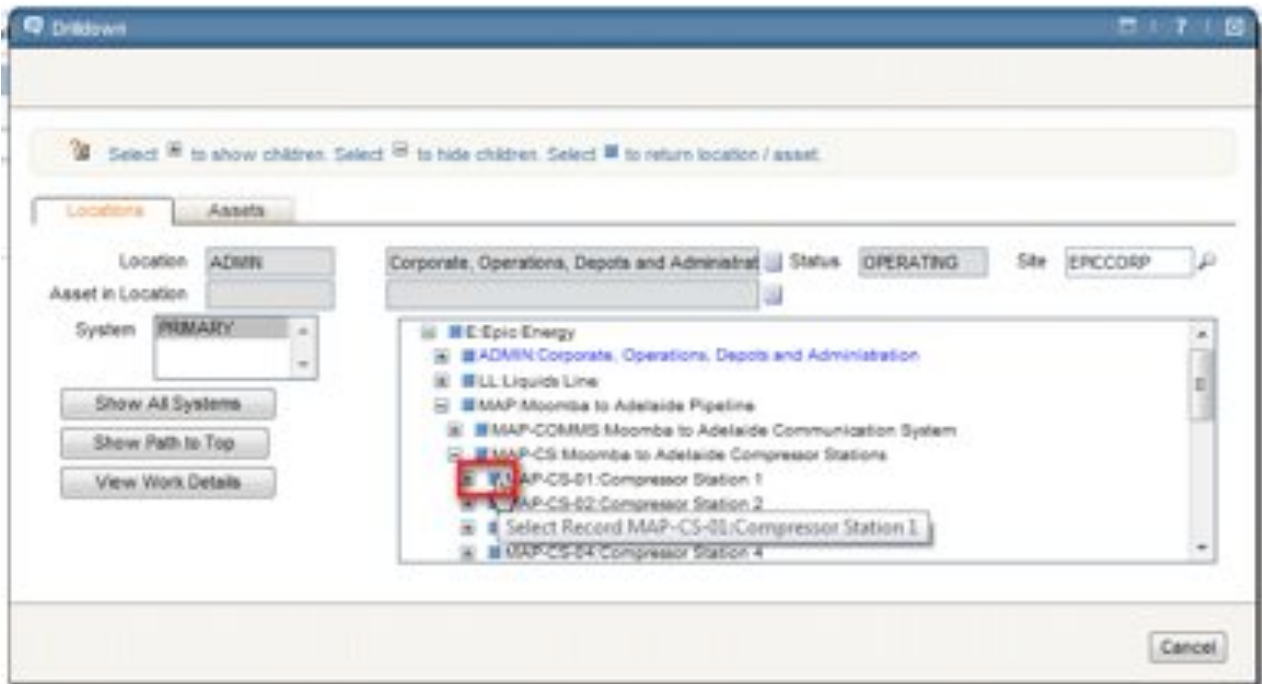 Drilldown
Select to show children. Select to hide children. Select to return location / asset.
Locations Assets
Location ADMIN Corporate, Operations, Depots and Administrat Status OPERATING Site EPICCORP
Asset in Location
System PRIMARY
E:Epic Energy
ADMIN:Corporate, Operations, Depots and Administration
LL:Liquids Line
MAP:Moomba to Adelaide Pipeline
MAP-COMMS:Moomba to Adelaide Communication System
MAP-CS:Moomba to Adelaide Compressor Stations
AP-CS-01:Compressor Station 1
MAP-CS-02:Compressor Station 2
Select Record MAP-CS-01:Compressor Station 1
MAP-CS-04:Compressor Station 4
Show All Systems
Show Path to Top
View Work Details
Cancel